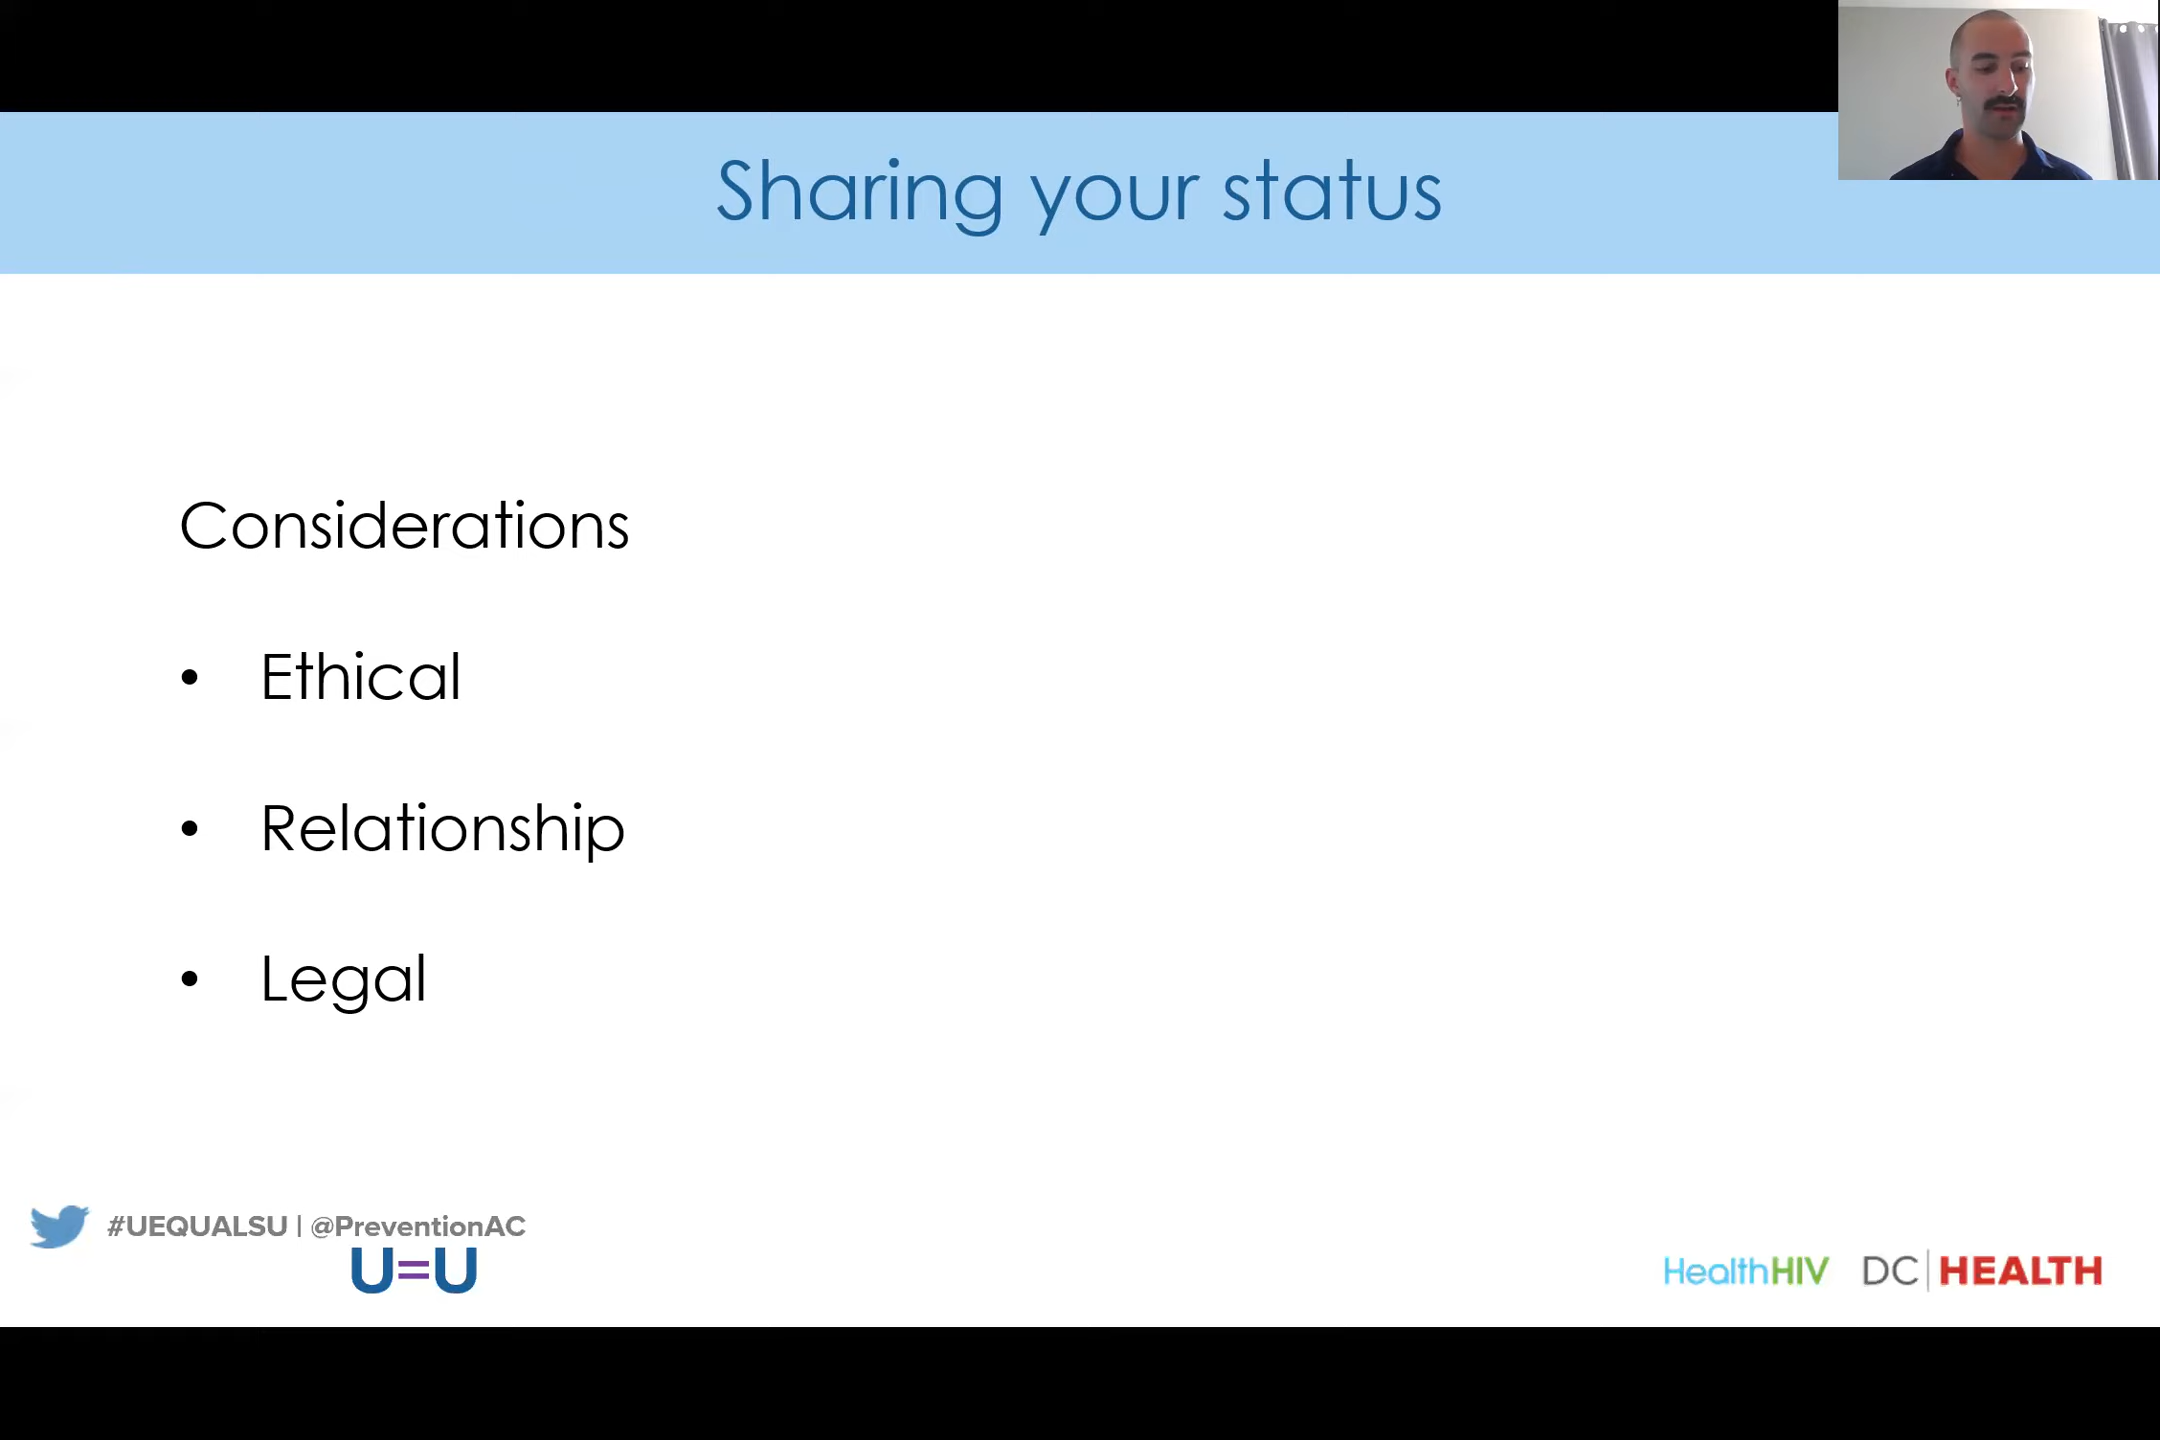 Sharing your status
Considerations
• Ethical
• Relationship
• Legal
#UEQUALSU | @PreventionAC
U=U
HealthHIV DC | HEALTH